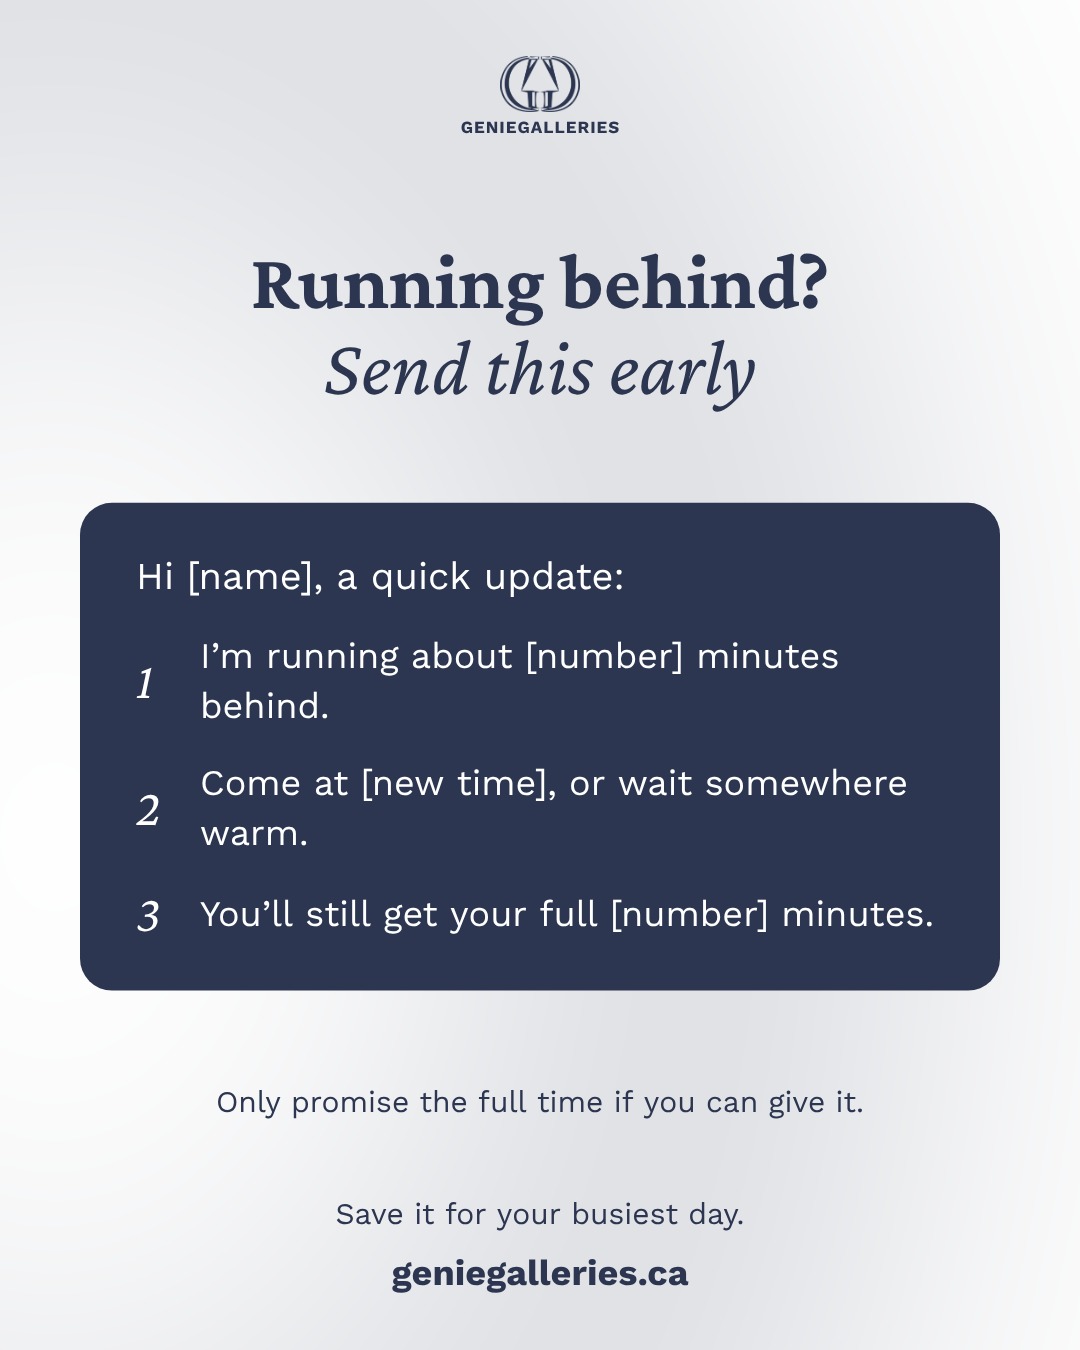 GENIEGALLERIES
Running behind?
Send this early
Hi [name], a quick update:
1 I’m running about [number] minutes
behind.
2 Come at [new time], or wait somewhere
warm.
3 You’ll still get your full [number] minutes.
Only promise the full time if you can give it.
Save it for your busiest day.
geniegalleries.ca